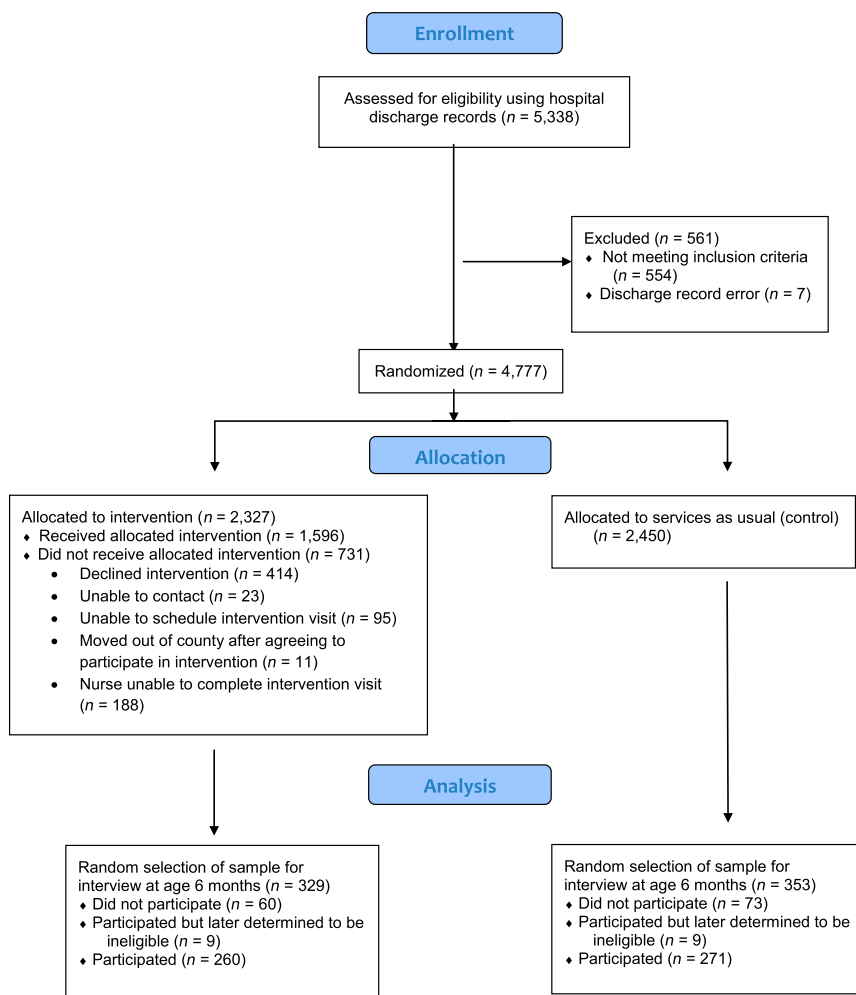 Enrollment
Assessed for eligibility using hospital
discharge records (n = 5,338)
Excluded (n = 561)
♦ Not meeting inclusion criteria
(n = 554)
♦ Discharge record error (n = 7)
Randomized (n = 4,777)
Allocation
Allocated to intervention (n = 2,327)
♦ Received allocated intervention (n = 1,596)
♦ Did not receive allocated intervention (n = 731)
• Declined intervention (n = 414)
• Unable to contact (n = 23)
• Unable to schedule intervention visit (n = 95)
• Moved out of county after agreeing to
participate in intervention (n = 11)
• Nurse unable to complete intervention visit
(n = 188)
Allocated to services as usual (control)
(n = 2,450)
Analysis
Random selection of sample for
interview at age 6 months (n = 329)
♦ Did not participate (n = 60)
♦ Participated but later determined to be
ineligible (n = 9)
♦ Participated (n = 260)
Random selection of sample for
interview at age 6 months (n = 353)
♦ Did not participate (n = 73)
♦ Participated but later determined to be
ineligible (n = 9)
♦ Participated (n = 271)